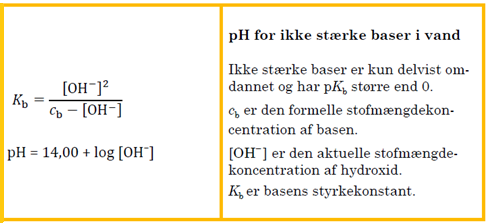 K_b = [OH⁻]² / (c_b − [OH⁻])
pH = 14,00 + log [OH⁻]
pH for ikke stærke baser i vand
Ikke stærke baser er kun delvist om-
dannet og har pK_b større end 0.
c_b er den formelle stofmængdekon-
centration af basen.
[OH⁻] er den aktuelle stofmængde-
koncentration af hydroxid.
K_b er basens styrkekonstant.